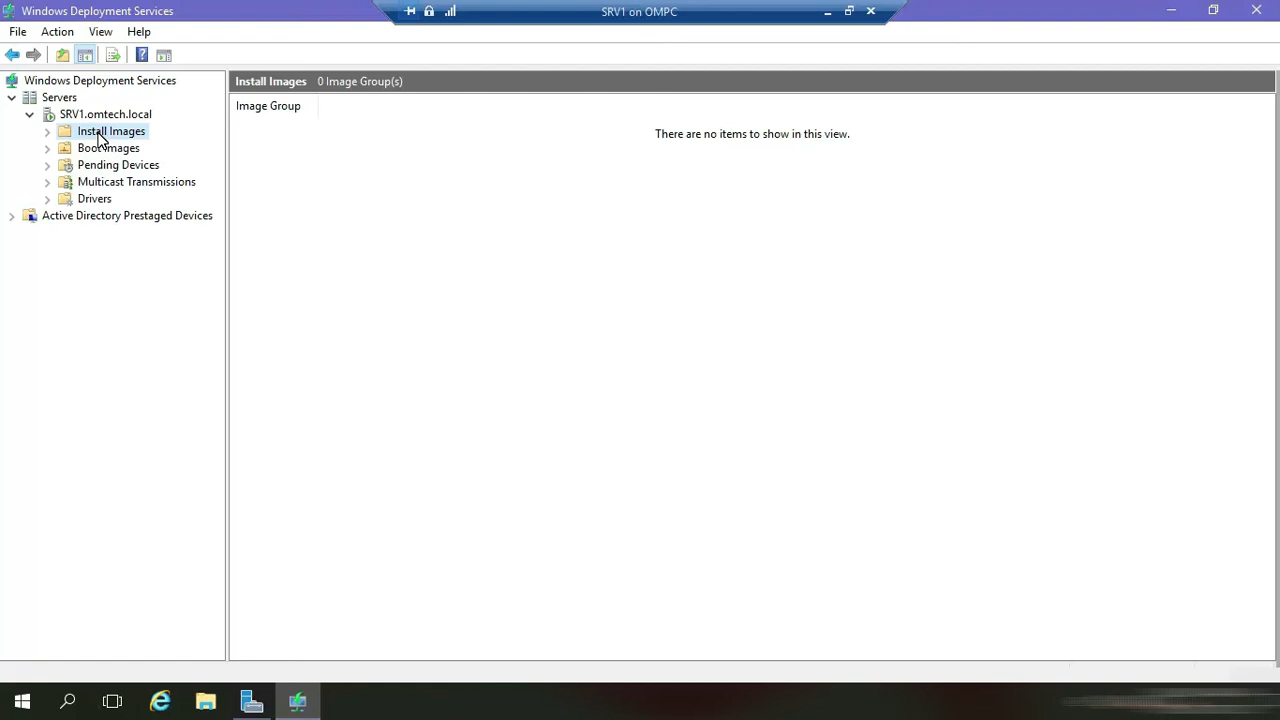 Windows Deployment Services
SRV1 on OMPC
File Action View Help
Windows Deployment Services
Servers
SRV1.omtech.local
Install Images
Boot Images
Pending Devices
Multicast Transmissions
Drivers
Active Directory Prestaged Devices
Install Images 0 Image Group(s)
Image Group
There are no items to show in this view.